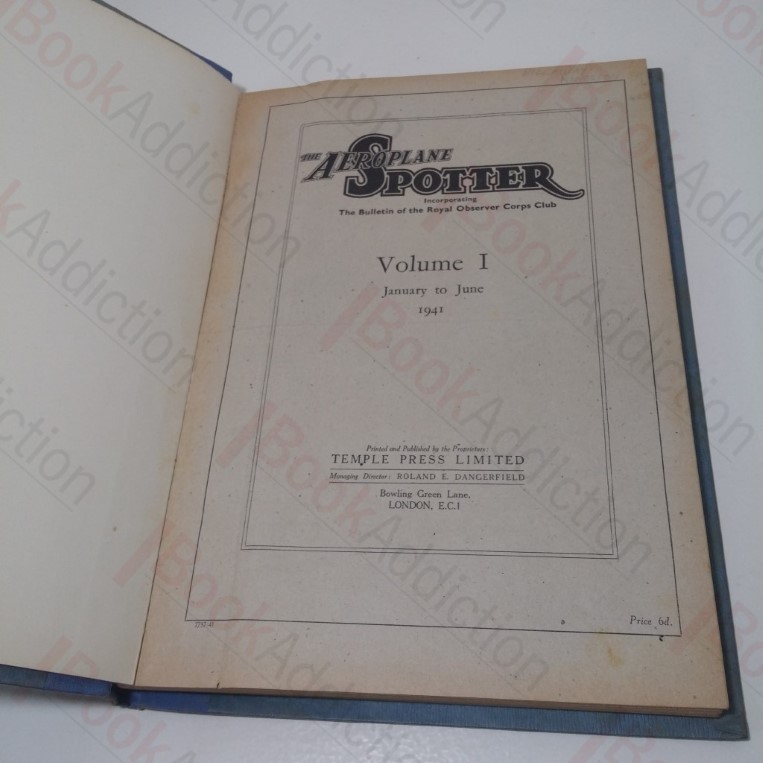 THE AEROPLANE
SPOTTER
Incorporating
The Bulletin of the Royal Observer Corps Club
Volume I
January to June
1941
Printed and Published by the Proprietors:
TEMPLE PRESS LIMITED
Managing Director: ROLAND E. DANGERFIELD
Bowling Green Lane,
LONDON, E.C.1
Price 6d.
BookAddiction